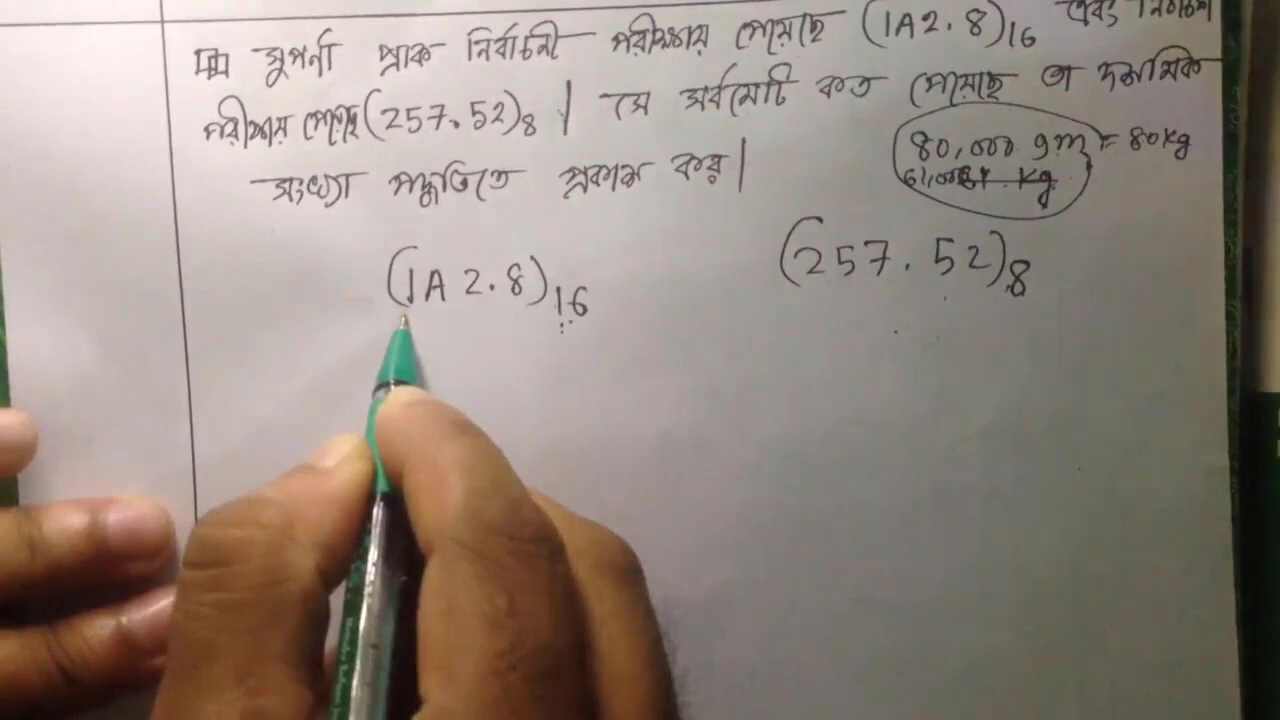 সুপর্না প্রাক নির্বাচনী পরীক্ষায় পেয়েছে (1A2.8)16 এবং
পরীক্ষায় পেয়েছে (257.52)8 | সে সর্বমোট কত পেয়েছে তা দশমিক
সংখ্যা পদ্ধতিতে প্রকাশ কর|
80,000 gm = 80kg
(1A2.8)16
(257.52)8